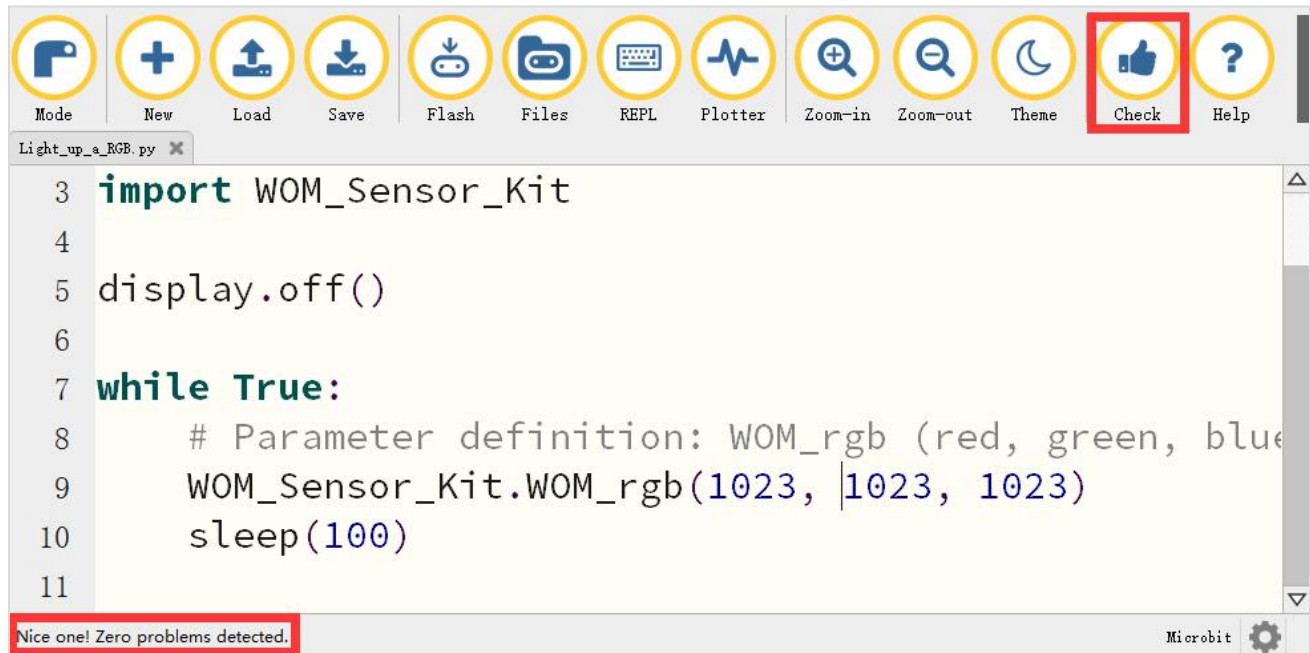 Mode New Load Save Flash Files REPL Plotter Zoom-in Zoom-out Theme Check Help
Light_up_a_RGB.py
3 import WOM_Sensor_Kit
4
5 display.off()
6
7 while True:
8 # Parameter definition: WOM_rgb (red, green, blue
9 WOM_Sensor_Kit.WOM_rgb(1023, 1023, 1023)
10 sleep(100)
11
Nice one! Zero problems detected. Microbit